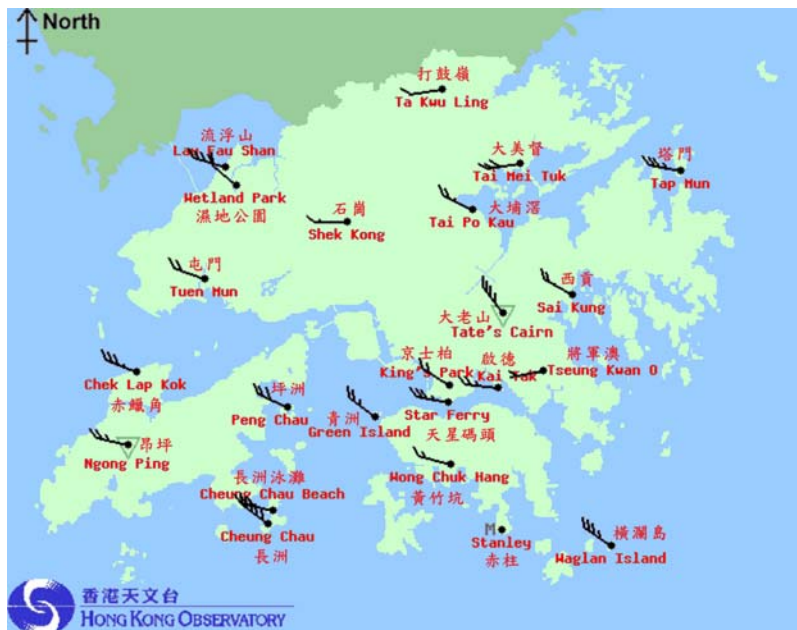 North
打鼓嶺
Ta Kwu Ling
流浮山
Lau Fau Shan
大美督
Tai Mei Tuk
塔門
Tap Mun
Wetland Park
濕地公園
石崗
Shek Kong
大埔滘
Tai Po Kau
屯門
Tuen Mun
西貢
Sai Kung
大老山
Tate's Cairn
京士柏
King's Park
啟德
Kai Tak
將軍澳
Tseung Kwan O
Chek Lap Kok
赤鱲角
坪洲
Peng Chau
青洲
Green Island
Star Ferry
天星碼頭
昂坪
Ngong Ping
Wong Chuk Hang
黃竹坑
長洲泳灘
Cheung Chau Beach
Cheung Chau
長洲
M
Stanley
赤柱
橫瀾島
Waglan Island
香港天文台
HONG KONG OBSERVATORY